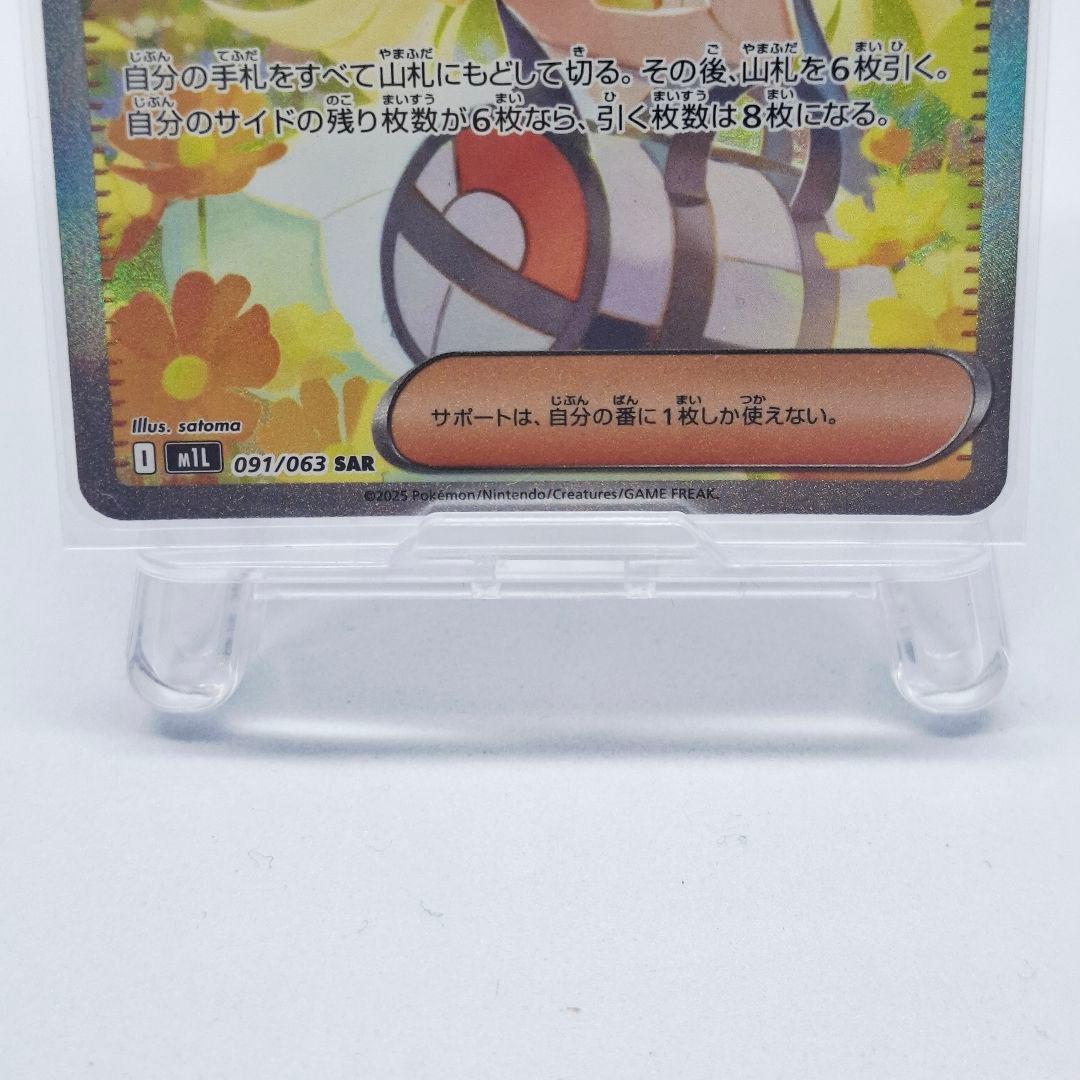 自分の手札をすべて山札にもどして切る。その後、山札を6枚引く。
自分のサイドの残り枚数が6枚なら、引く枚数は8枚になる。
サポートは、自分の番に1枚しか使えない。
Illus. satoma
I M1L 091/063 SAR
©2025 Pokémon/Nintendo/Creatures/GAME FREAK.